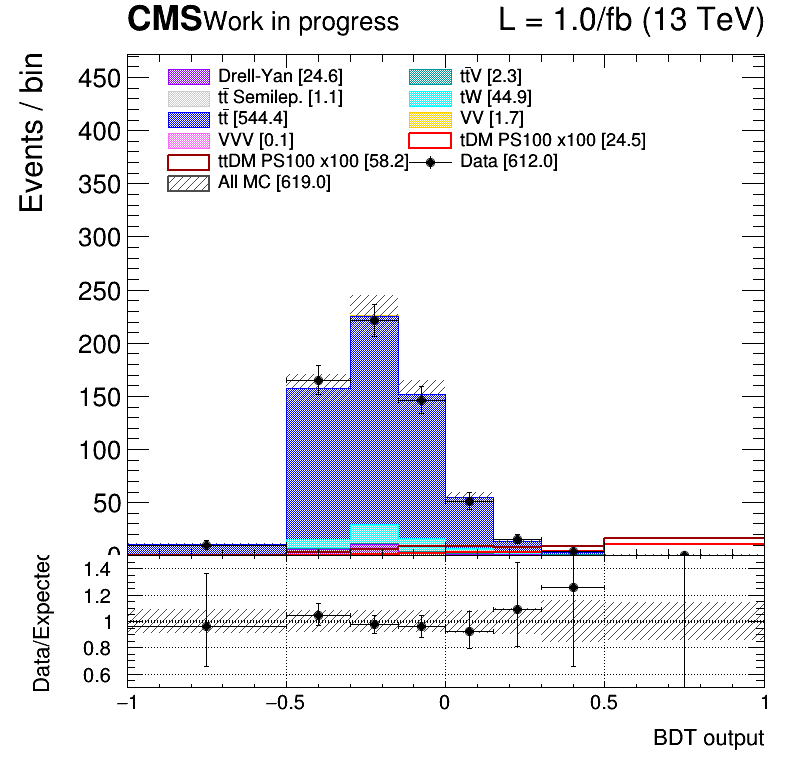 CMS Work in progress L = 1.0/fb (13 TeV)
Events / bin
450
400
350
300
250
200
150
100
50
0
Drell-Yan [24.6] tt̄V [2.3]
tt̄ Semilep. [1.1] tW [44.9]
tt̄ [544.4] VV [1.7]
VVV [0.1] tDM PS100 x100 [24.5]
ttDM PS100 x100 [58.2] Data [612.0]
All MC [619.0]
Data/Expected
1.4
1.2
1
0.8
0.6
−1 −0.5 0 0.5 1
BDT output